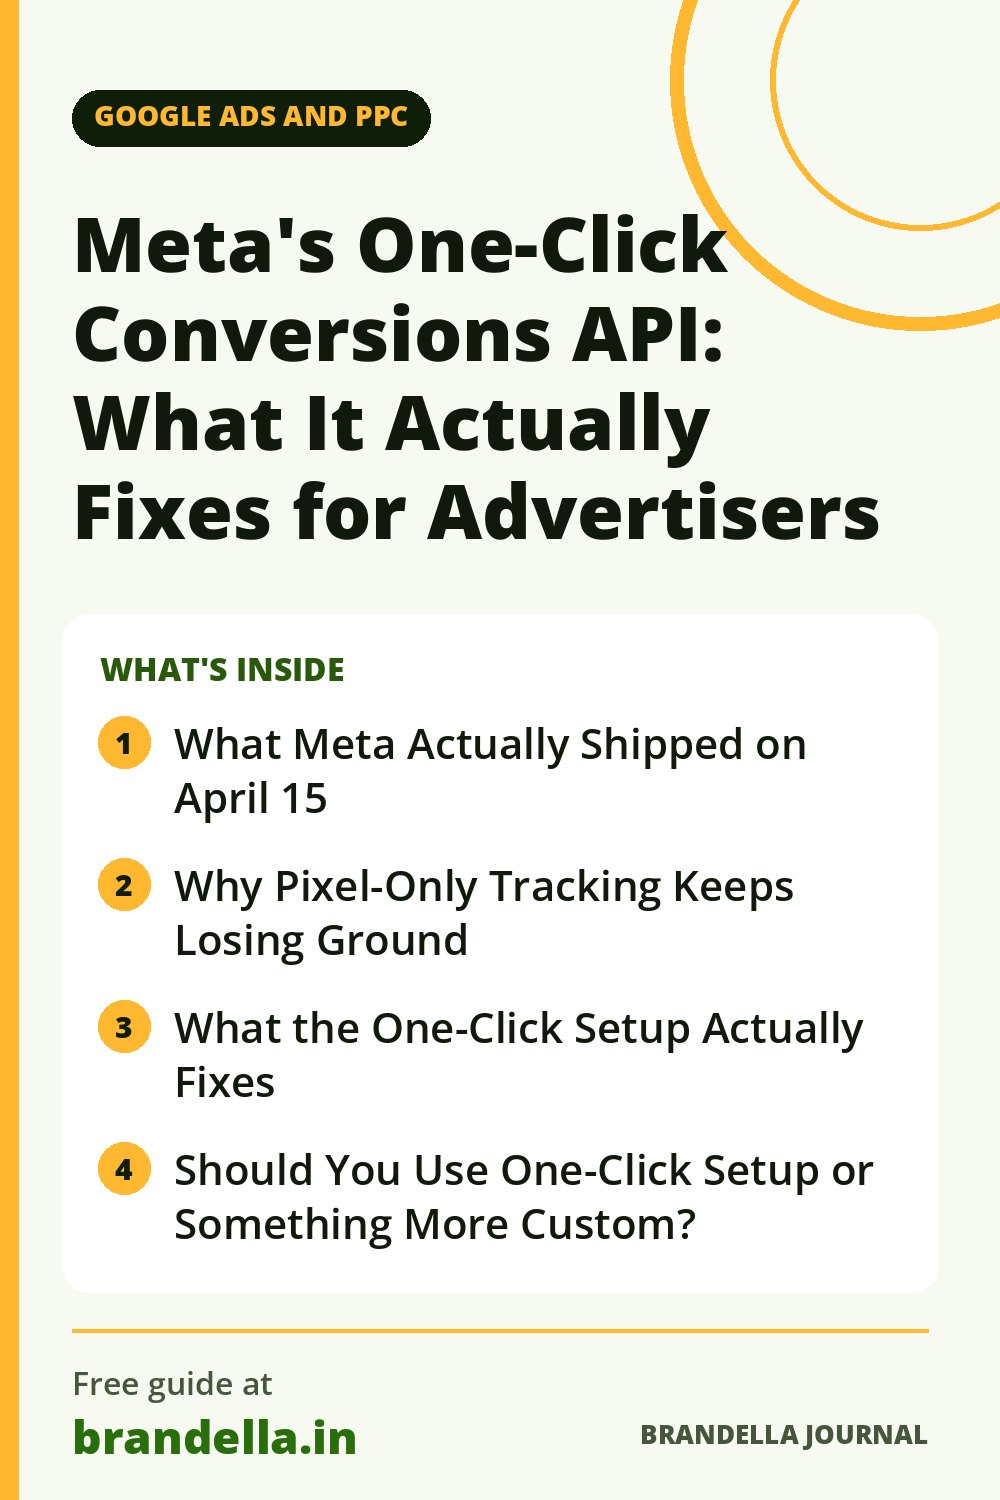 GOOGLE ADS AND PPC
Meta's One-Click
Conversions API:
What It Actually
Fixes for Advertisers
WHAT'S INSIDE
1 What Meta Actually Shipped on
April 15
2 Why Pixel-Only Tracking Keeps
Losing Ground
3 What the One-Click Setup Actually
Fixes
4 Should You Use One-Click Setup or
Something More Custom?
Free guide at
brandella.in
BRANDELLA JOURNAL